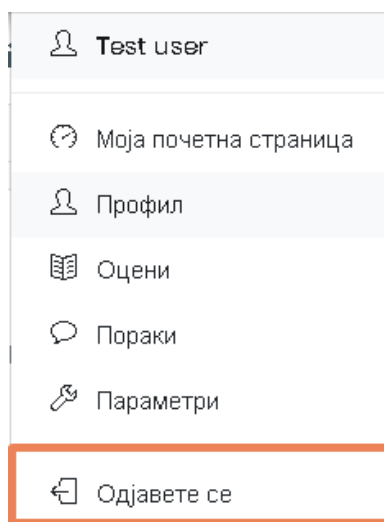 Test user
Моја почетна страница
Профил
Оцени
Пораки
Параметри
Одјавете се